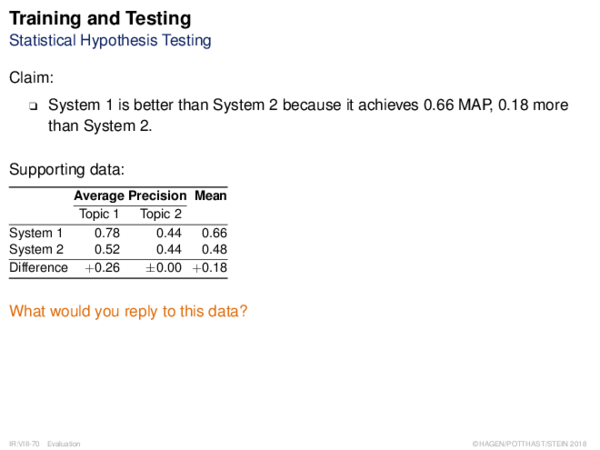 Training and Testing
Statistical Hypothesis Testing
Claim:
❏ System 1 is better than System 2 because it achieves 0.66 MAP, 0.18 more
than System 2.
Supporting data:
Average Precision Mean
Topic 1 Topic 2
System 1 0.78 0.44 0.66
System 2 0.52 0.44 0.48
Difference +0.26 ±0.00 +0.18
What would you reply to this data?
IR:VIII-70 Evaluation ©HAGEN/POTTHAST/STEIN 2018